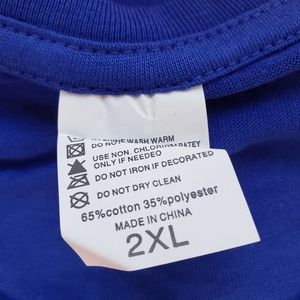 WASH WARM
USE NON
ONLY IF NEEDED
DO NOT IRON IF DECORATED
DO NOT DRY CLEAN
65%cotton 35%polyester
MADE IN CHINA
2XL